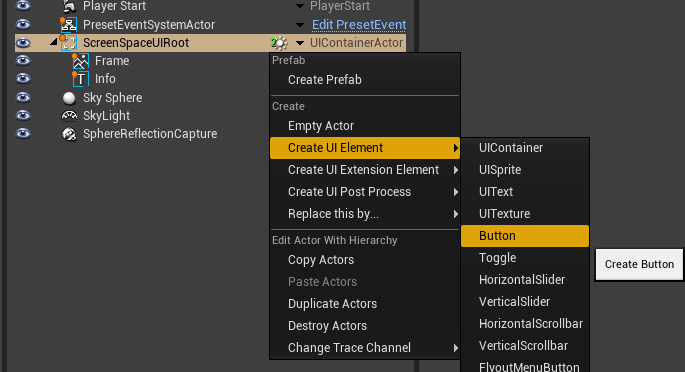 Player Start PlayerStart
PresetEventSystemActor Edit PresetEvent
ScreenSpaceUIRoot 2 UIContainerActor
Frame
Info
Sky Sphere
SkyLight
SphereReflectionCapture
Prefab
Create Prefab
Create
Empty Actor
Create UI Element
Create UI Extension Element
Create UI Post Process
Replace this by...
Edit Actor With Hierarchy
Copy Actors
Paste Actors
Duplicate Actors
Destroy Actors
Change Trace Channel
UIContainer
UISprite
UIText
UITexture
Button
Toggle
HorizontalSlider
VerticalSlider
HorizontalScrollbar
VerticalScrollbar
FlyoutMenuButton
Create Button